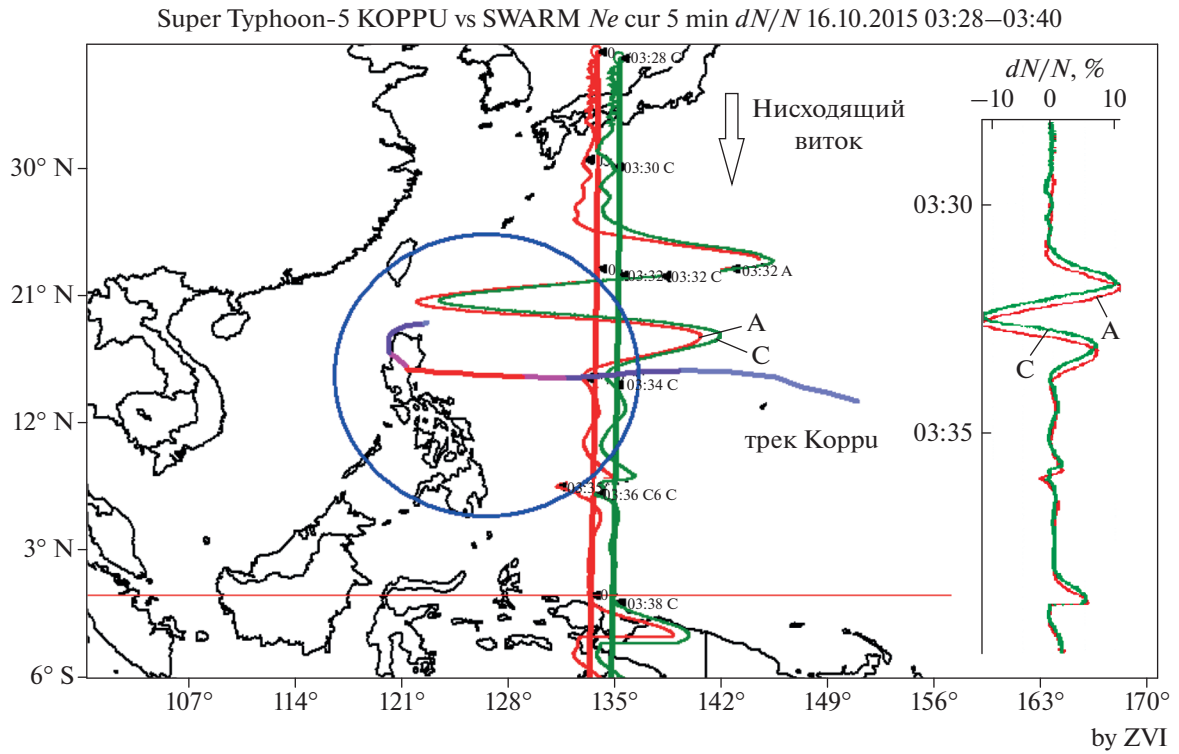 Super Typhoon-5 KOPPU vs SWARM Ne cur 5 min dN/N 16.10.2015 03:28–03:40
03:28 C
dN/N, %
−10 0 10
Нисходящий
виток
30° N
03:30 C
03:30
03:32
03:32 C
03:32 A
21° N
A
C
A
C
03:34 C
12° N
трек Koppu
03:35
03:36 C6 C
3° N
03:38 C
6° S
107° 114° 121° 128° 135° 142° 149° 156° 163° 170°
by ZVI